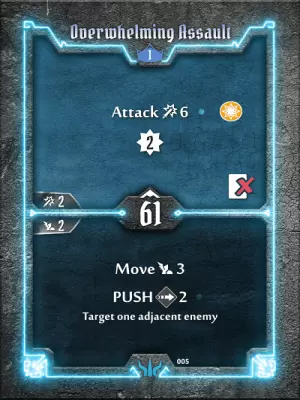 Overwhelming Assault
1
Attack 6
2
2
61
2
Move 3
PUSH 2
Target one adjacent enemy
005